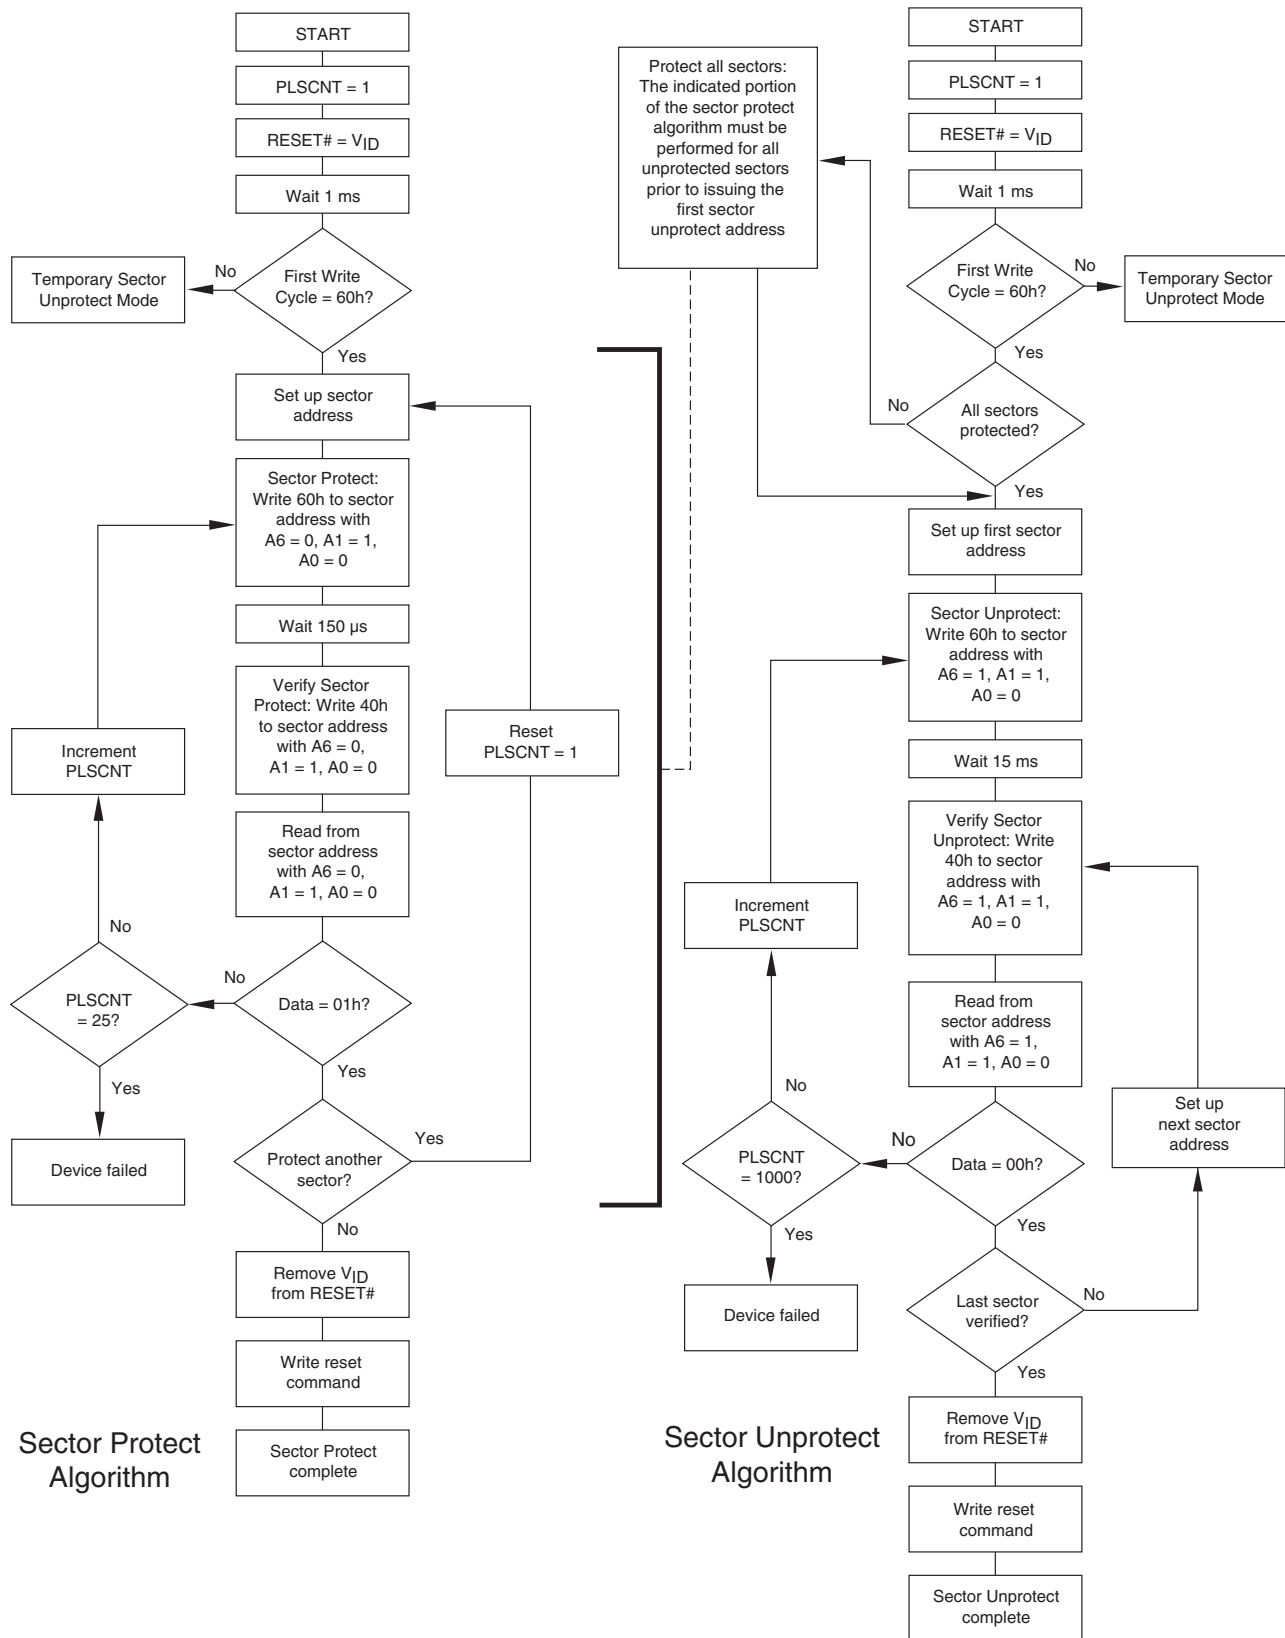 START
PLSCNT = 1
RESET# = VID
Wait 1 ms
First Write
Cycle = 60h?
No
Temporary Sector
Unprotect Mode
Yes
Set up sector
address
Sector Protect:
Write 60h to sector
address with
A6 = 0, A1 = 1,
A0 = 0
Wait 150 µs
Verify Sector
Protect: Write 40h
to sector address
with A6 = 0,
A1 = 1, A0 = 0
Increment
PLSCNT
Reset
PLSCNT = 1
Read from
sector address
with A6 = 0,
A1 = 1, A0 = 0
No
PLSCNT
= 25?
No
Data = 01h?
Yes
Yes
Device failed
Protect another
sector?
Yes
No
Remove VID
from RESET#
Write reset
command
Sector Protect
complete
Sector Protect
Algorithm
Protect all sectors:
The indicated portion
of the sector protect
algorithm must be
performed for all
unprotected sectors
prior to issuing the
first sector
unprotect address
START
PLSCNT = 1
RESET# = VID
Wait 1 ms
First Write
Cycle = 60h?
No
Temporary Sector
Unprotect Mode
Yes
No
All sectors
protected?
Yes
Set up first sector
address
Sector Unprotect:
Write 60h to sector
address with
A6 = 1, A1 = 1,
A0 = 0
Wait 15 ms
Verify Sector
Unprotect: Write
40h to sector
address with
A6 = 1, A1 = 1,
A0 = 0
Increment
PLSCNT
Read from
sector address
with A6 = 1,
A1 = 1, A0 = 0
No
Set up
next sector
address
PLSCNT
= 1000?
No
Data = 00h?
Yes
Yes
Device failed
Last sector
verified?
No
Yes
Remove VID
from RESET#
Write reset
command
Sector Unprotect
complete
Sector Unprotect
Algorithm